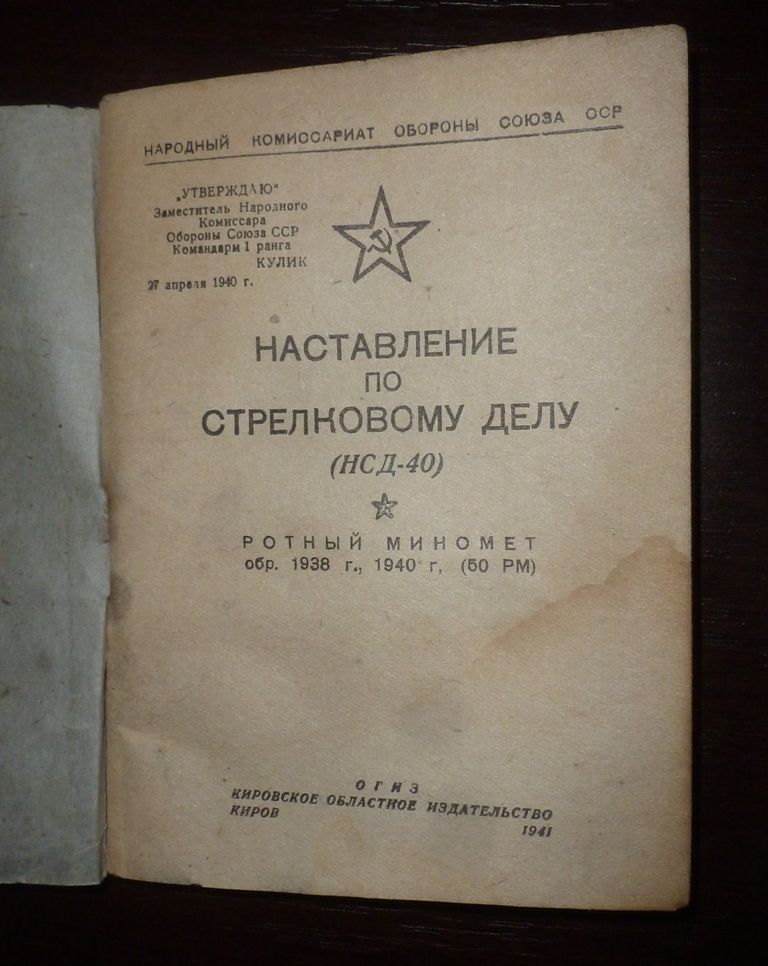 НАРОДНЫЙ КОМИССАРИАТ ОБОРОНЫ СОЮЗА ССР
„УТВЕРЖДАЮ“
Заместитель Народного
Комиссара
Обороны Союза ССР
Командарм 1 ранга
КУЛИК
27 апреля 1940 г.
НАСТАВЛЕНИЕ
ПО
СТРЕЛКОВОМУ ДЕЛУ
(НСД-40)
РОТНЫЙ МИНОМЕТ
обр. 1938 г., 1940 г, (50 РМ)
ОГИЗ
КИРОВСКОЕ ОБЛАСТНОЕ ИЗДАТЕЛЬСТВО
КИРОВ 1941